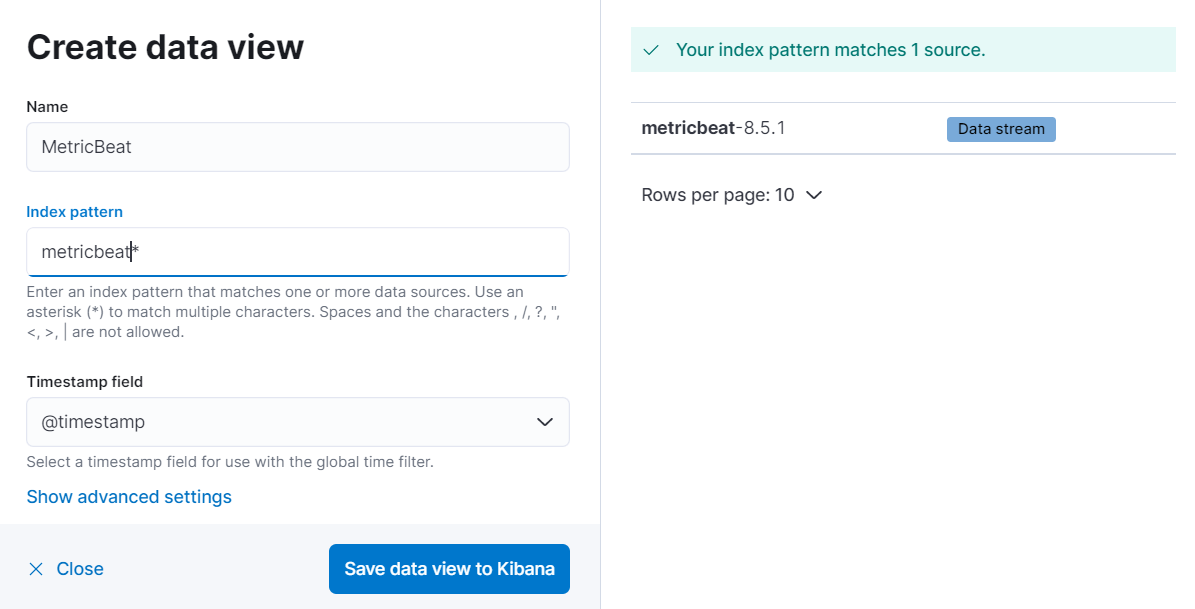 Create data view
Name
MetricBeat
Index pattern
metricbeat*
Enter an index pattern that matches one or more data sources. Use an
asterisk (*) to match multiple characters. Spaces and the characters , /, ?, ",
<, >, | are not allowed.
Timestamp field
@timestamp
Select a timestamp field for use with the global time filter.
Show advanced settings
Close
Save data view to Kibana
Your index pattern matches 1 source.
metricbeat-8.5.1 Data stream
Rows per page: 10